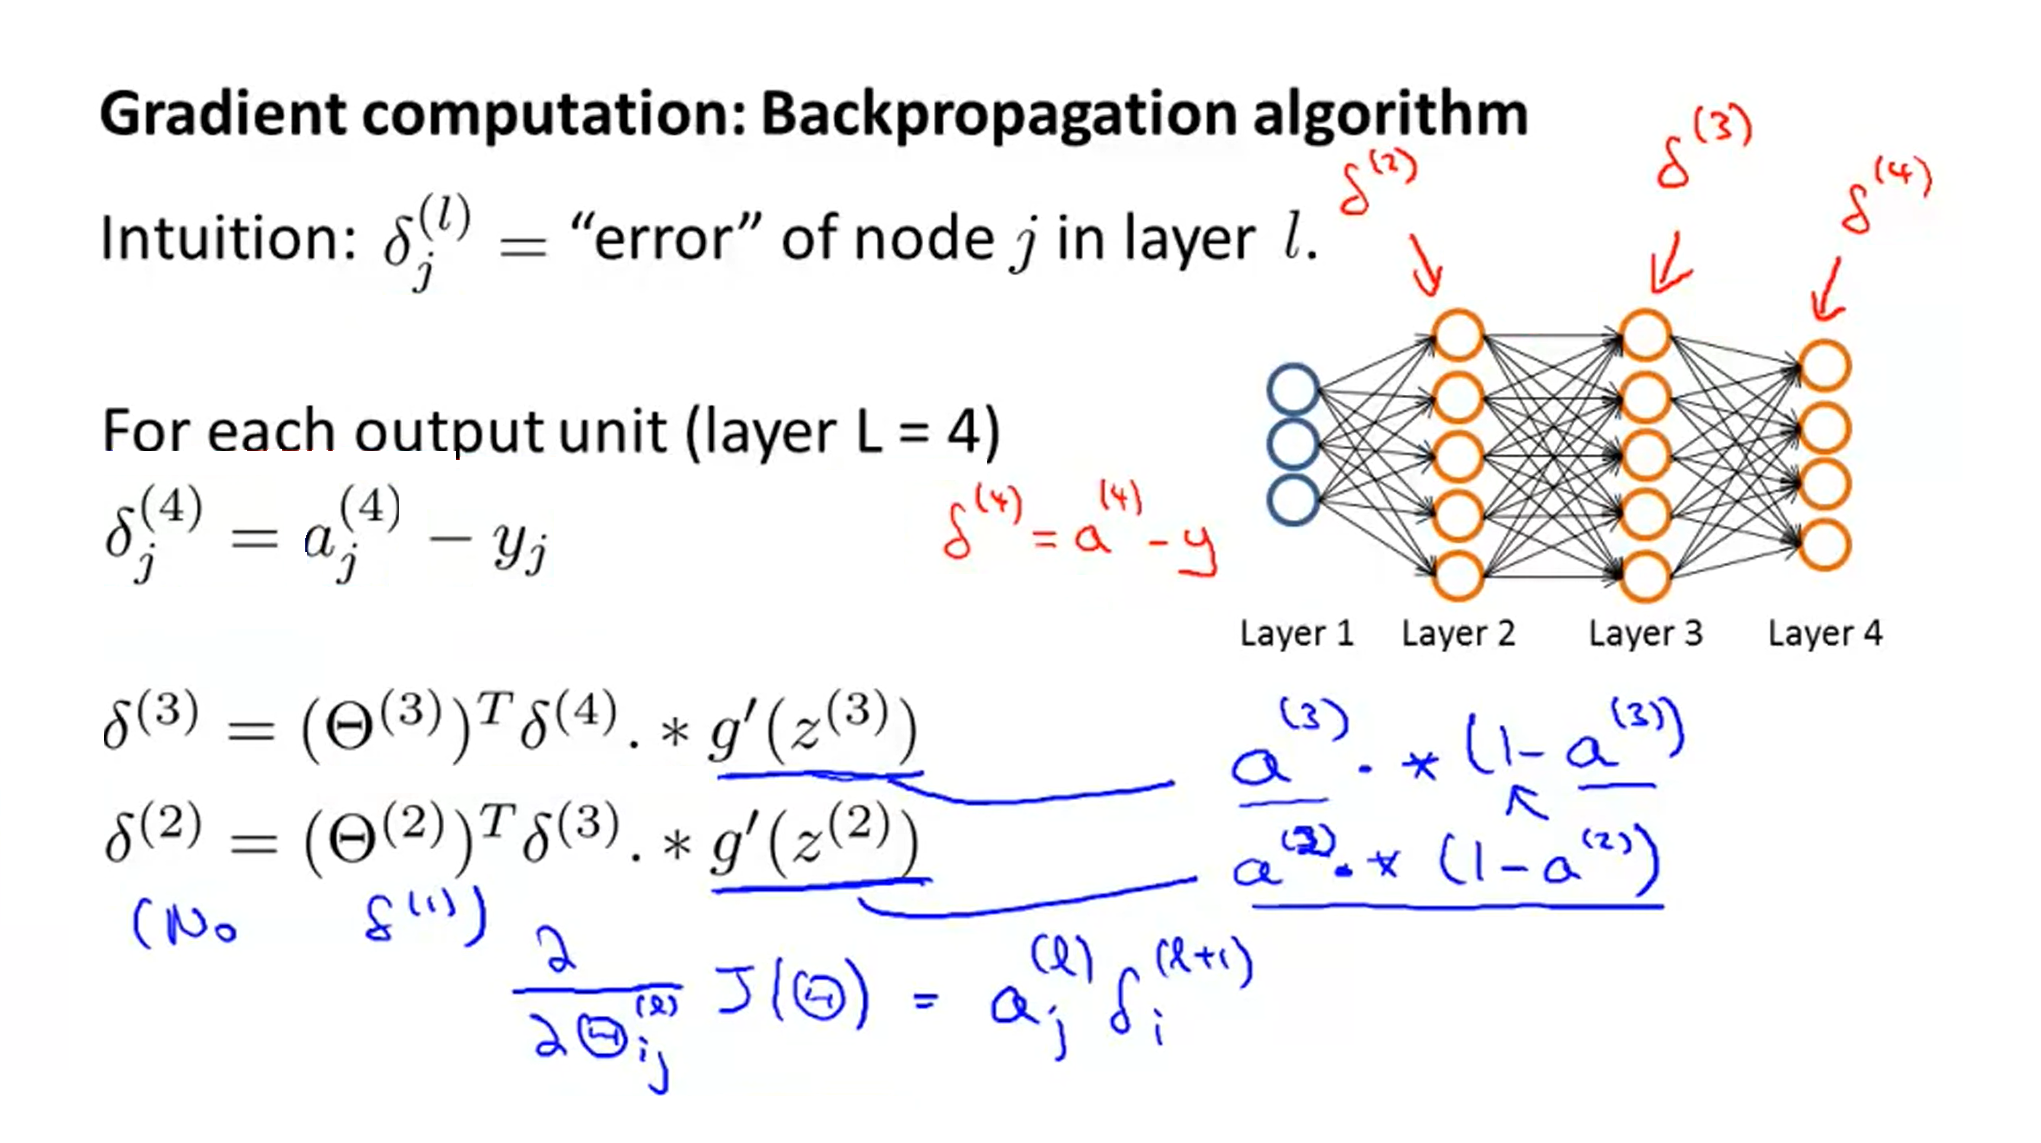 Gradient computation: Backpropagation algorithm
δ^(2) δ^(3) δ^(4)
Intuition: δ_j^(l) = “error” of node j in layer l.
For each output unit (layer L = 4)
δ_j^(4) = a_j^(4) − y_j
δ^(4) = a^(4) - y
Layer 1 Layer 2 Layer 3 Layer 4
δ^(3) = (Θ^(3))^T δ^(4) .* g′(z^(3))
a^(3) .* (1-a^(3))
δ^(2) = (Θ^(2))^T δ^(3) .* g′(z^(2))
a^(2) .* (1-a^(2))
(No δ^(1))
∂/∂Θ_ij^(l) J(Θ) = a_j^(l) δ_i^(l+1)